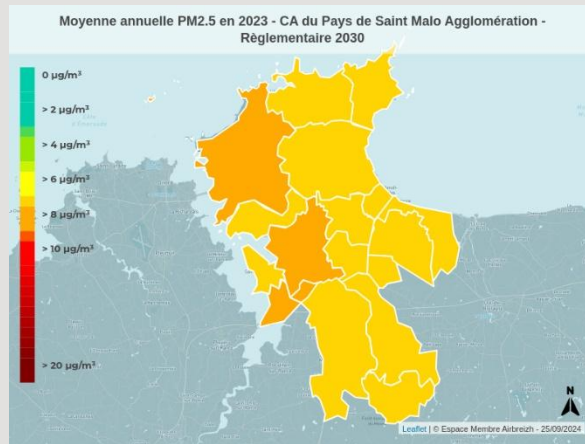 Moyenne annuelle PM2.5 en 2023 - CA du Pays de Saint Malo Agglomération -
Règlementaire 2030
0 µg/m³
> 2 µg/m³
> 4 µg/m³
> 6 µg/m³
> 8 µg/m³
> 10 µg/m³
> 20 µg/m³
N
Leaflet | © Espace Membre Airbreizh - 25/09/2024